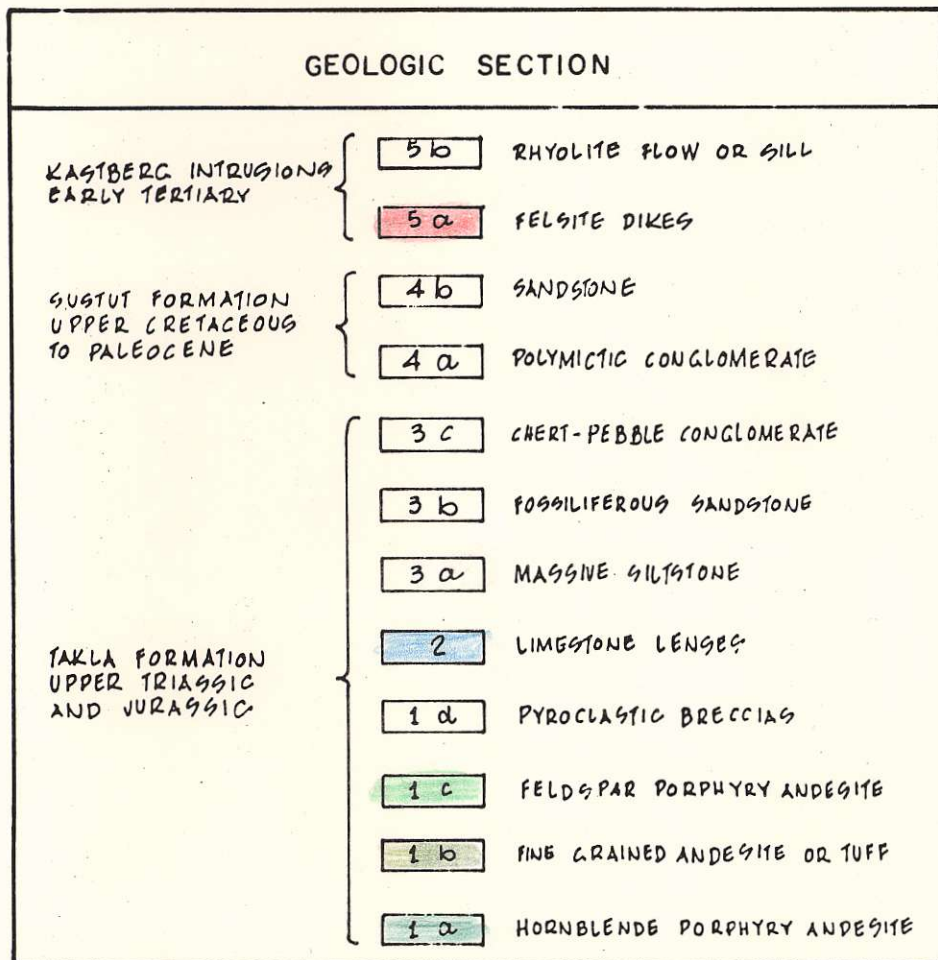 GEOLOGIC SECTION
KASTBERG INTRUSIONS
EARLY TERTIARY
5b RHYOLITE FLOW OR SILL
5a FELSITE DIKES
SUSTUT FORMATION
UPPER CRETACEOUS
TO PALEOCENE
4b SANDSTONE
4a POLYMICTIC CONGLOMERATE
TAKLA FORMATION
UPPER TRIASSIC
AND JURASSIC
3c CHERT-PEBBLE CONGLOMERATE
3b FOSSILIFEROUS SANDSTONE
3a MASSIVE SILTSTONE
2 LIMESTONE LENSES
1d PYROCLASTIC BRECCIAS
1c FELDSPAR PORPHYRY ANDESITE
1b FINE GRAINED ANDESITE OR TUFF
1a HORNBLENDE PORPHYRY ANDESITE